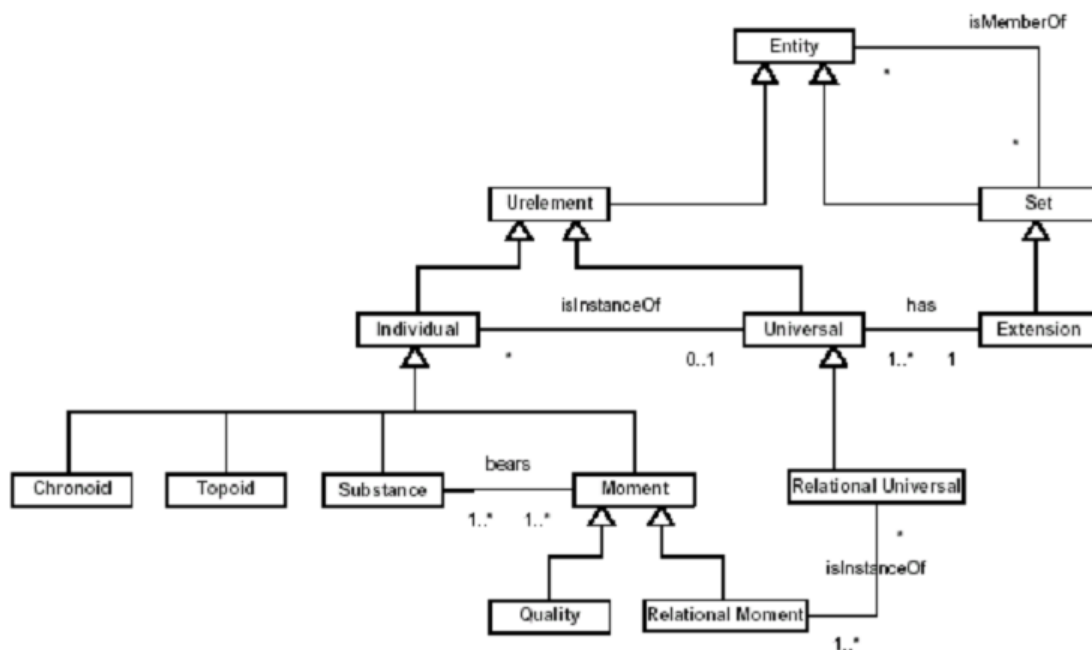 isMemberOf
Entity
*
*
Urelement
Set
isInstanceOf
has
Individual
Universal
Extension
*
0..1
1..*
1
bears
Chronoid
Topoid
Substance
Moment
Relational Universal
1..*
1..*
*
isInstanceOf
Quality
Relational Moment
1..*